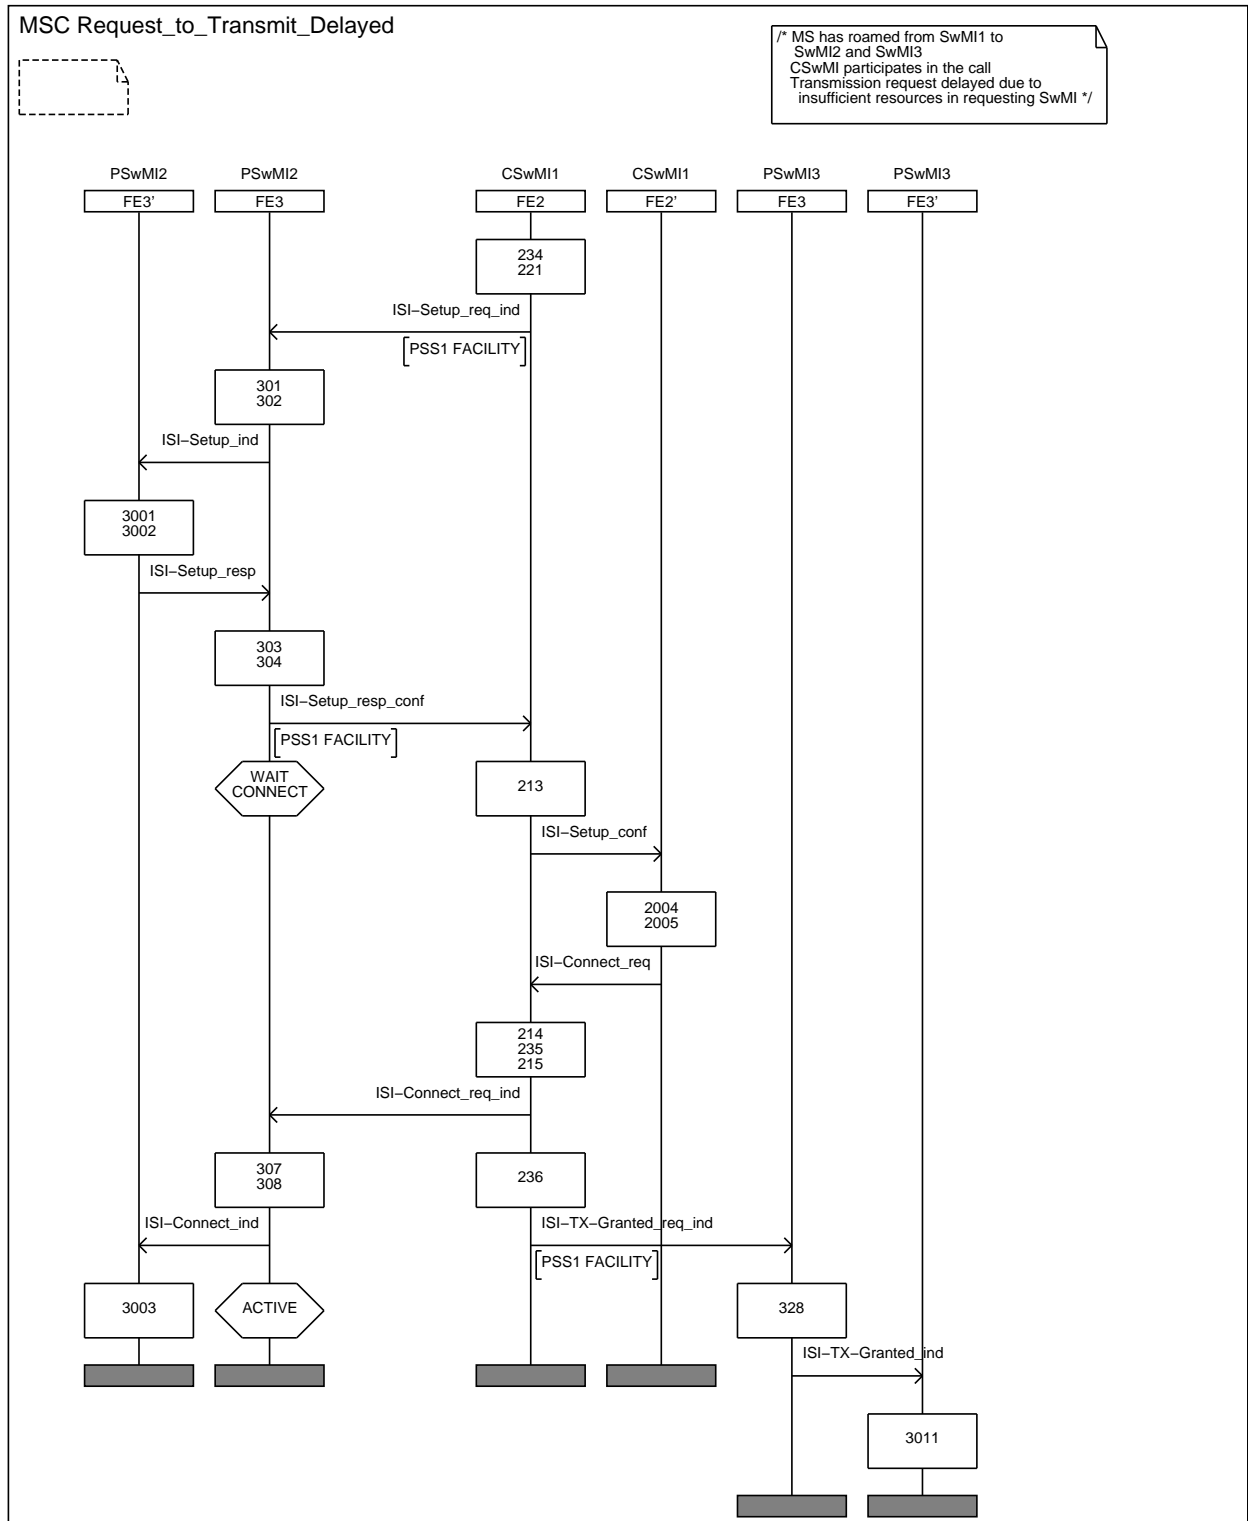 MSC Request_to_Transmit_Delayed
/* MS has roamed from SwMI1 to
SwMI2 and SwMI3
CSwMI participates in the call
Transmission request delayed due to
insufficient resources in requesting SwMI */
PSwMI2 PSwMI2 CSwMI1 CSwMI1 PSwMI3 PSwMI3
FE3' FE3 FE2 FE2' FE3 FE3'
234
221
ISI–Setup_req_ind
PSS1 FACILITY
301
302
ISI–Setup_ind
3001
3002
ISI–Setup_resp
303
304
ISI–Setup_resp_conf
PSS1 FACILITY
WAIT
CONNECT
213
ISI–Setup_conf
2004
2005
ISI–Connect_req
214
235
215
ISI–Connect_req_ind
307
308
236
ISI–Connect_ind
ISI–TX–Granted_req_ind
PSS1 FACILITY
3003
ACTIVE
328
ISI–TX–Granted_ind
3011